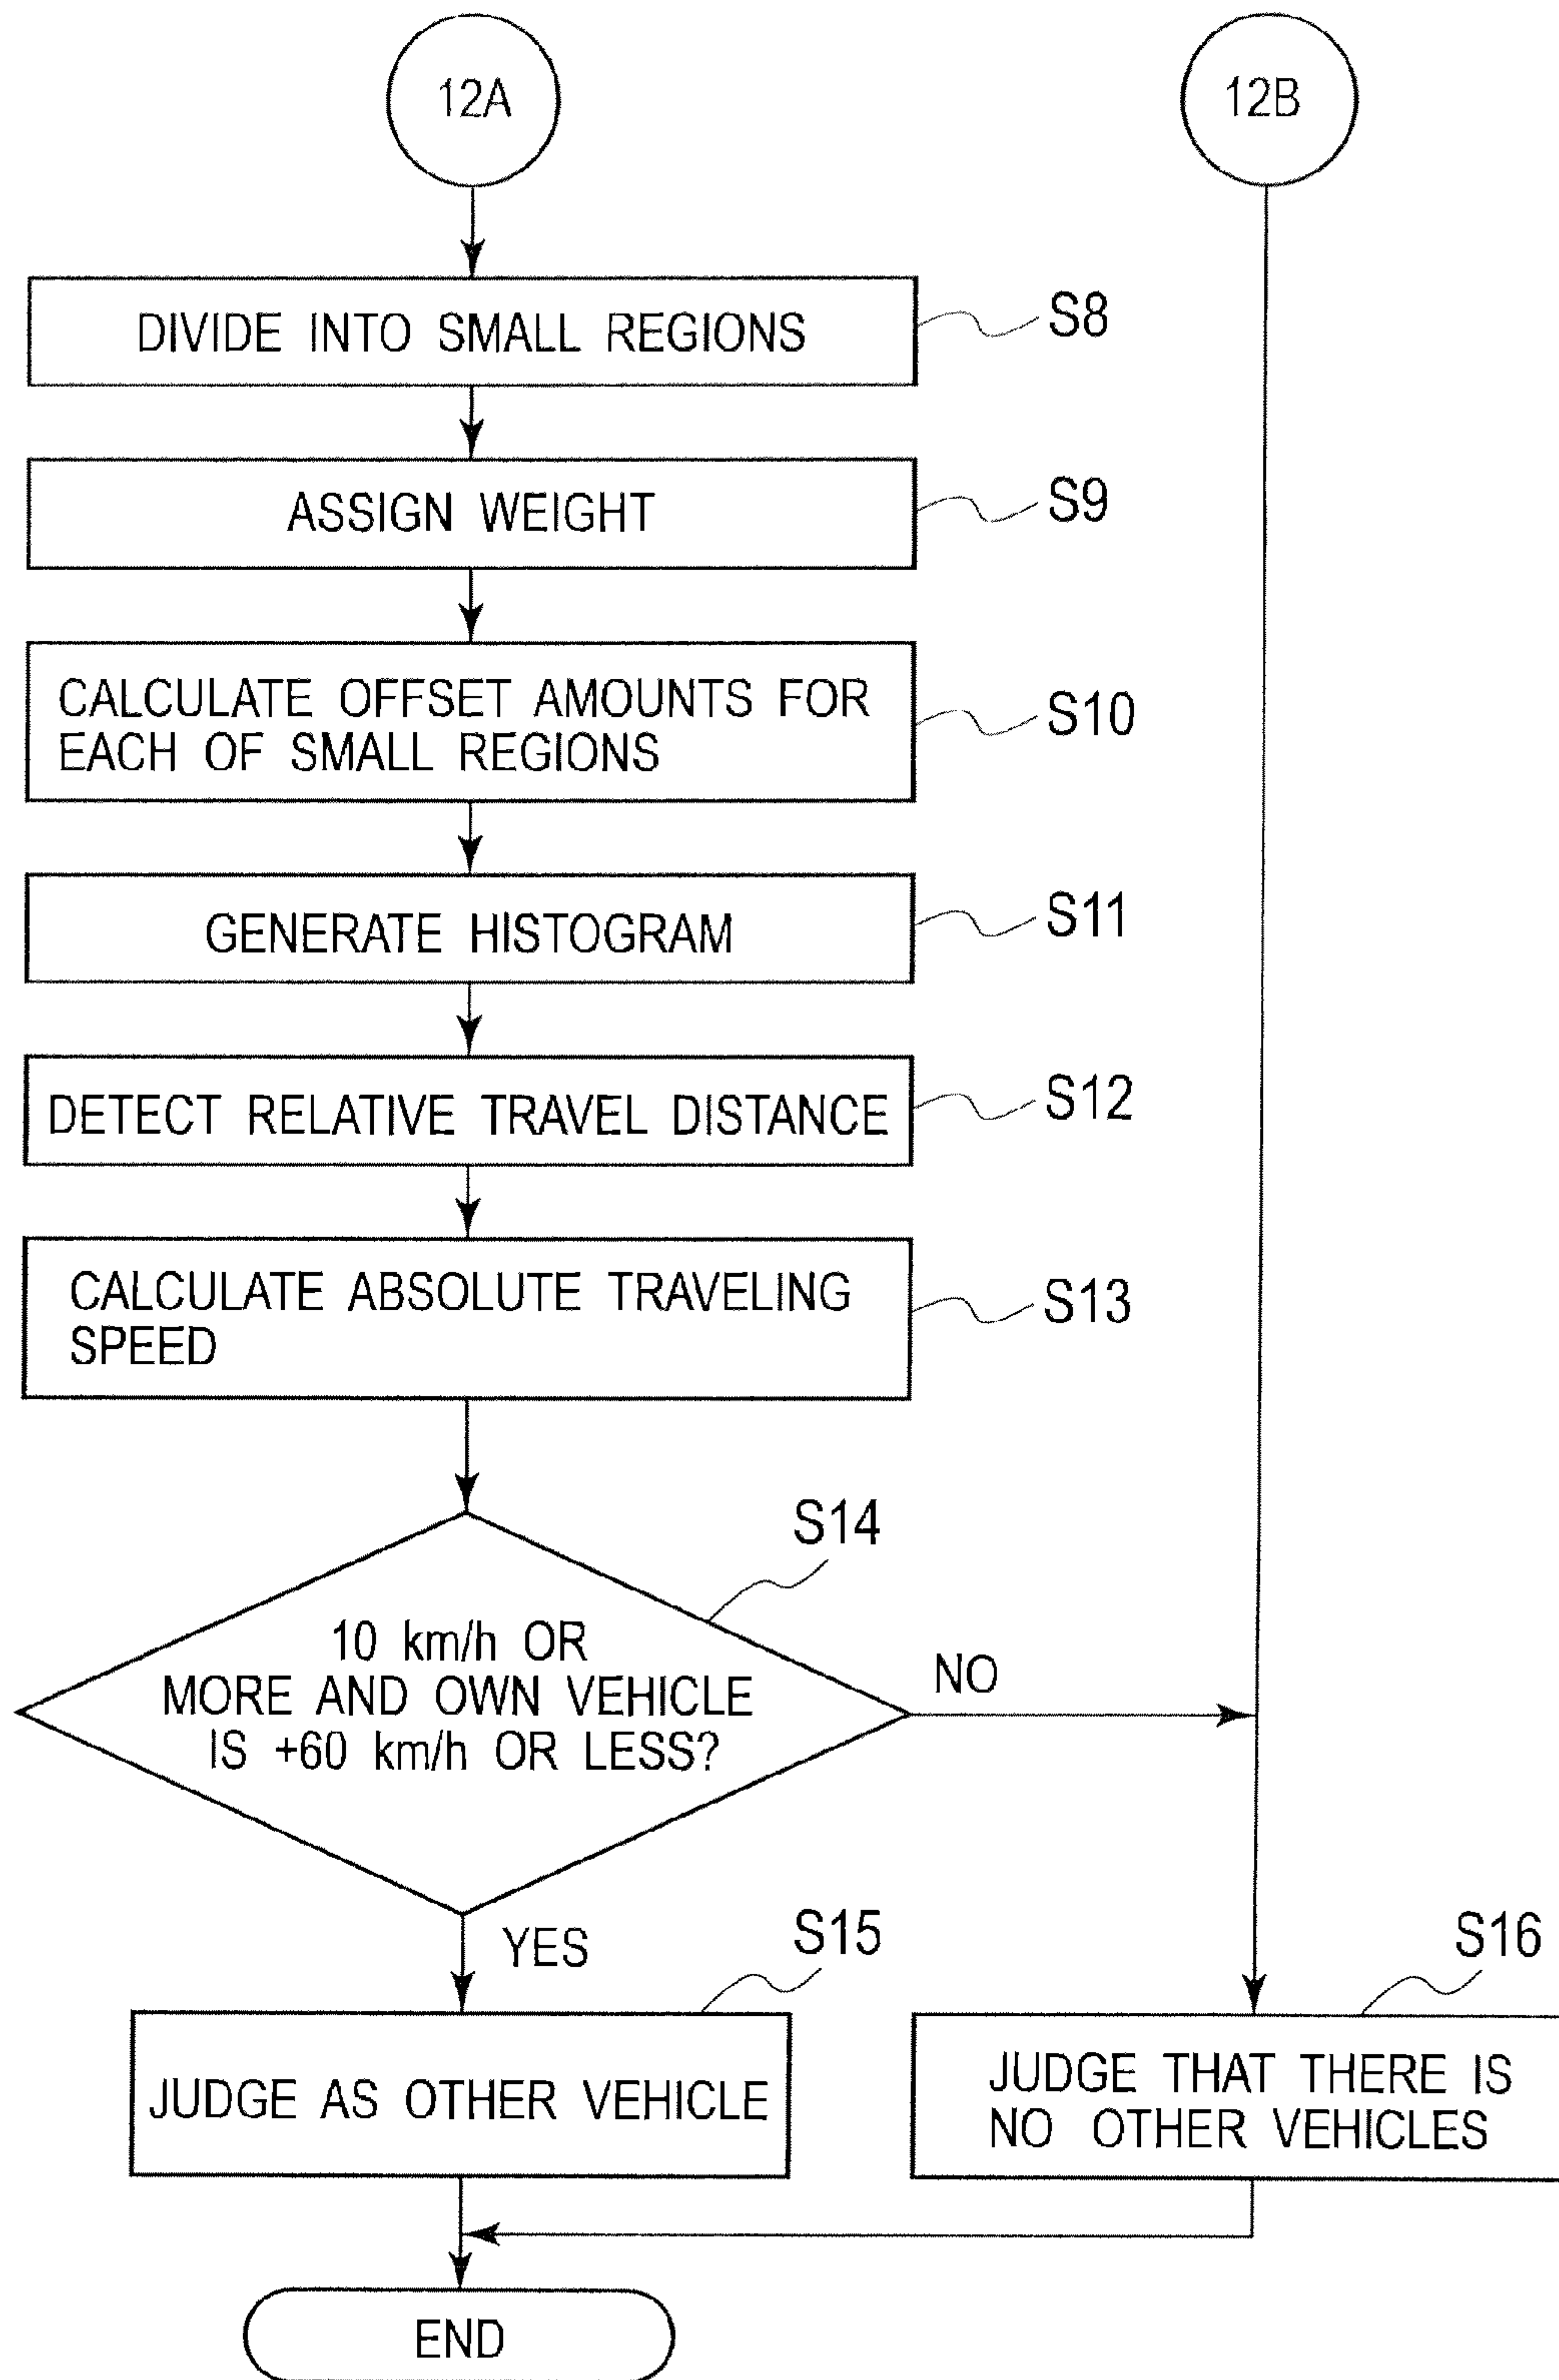 12A
12B
DIVIDE INTO SMALL REGIONS
S8
ASSIGN WEIGHT
S9
CALCULATE OFFSET AMOUNTS FOR
EACH OF SMALL REGIONS
S10
GENERATE HISTOGRAM
S11
DETECT RELATIVE TRAVEL DISTANCE
S12
CALCULATE ABSOLUTE TRAVELING
SPEED
S13
S14
10 km/h OR
MORE AND OWN VEHICLE
IS +60 km/h OR LESS?
NO
YES
S15
S16
JUDGE AS OTHER VEHICLE
JUDGE THAT THERE IS
NO OTHER VEHICLES
END